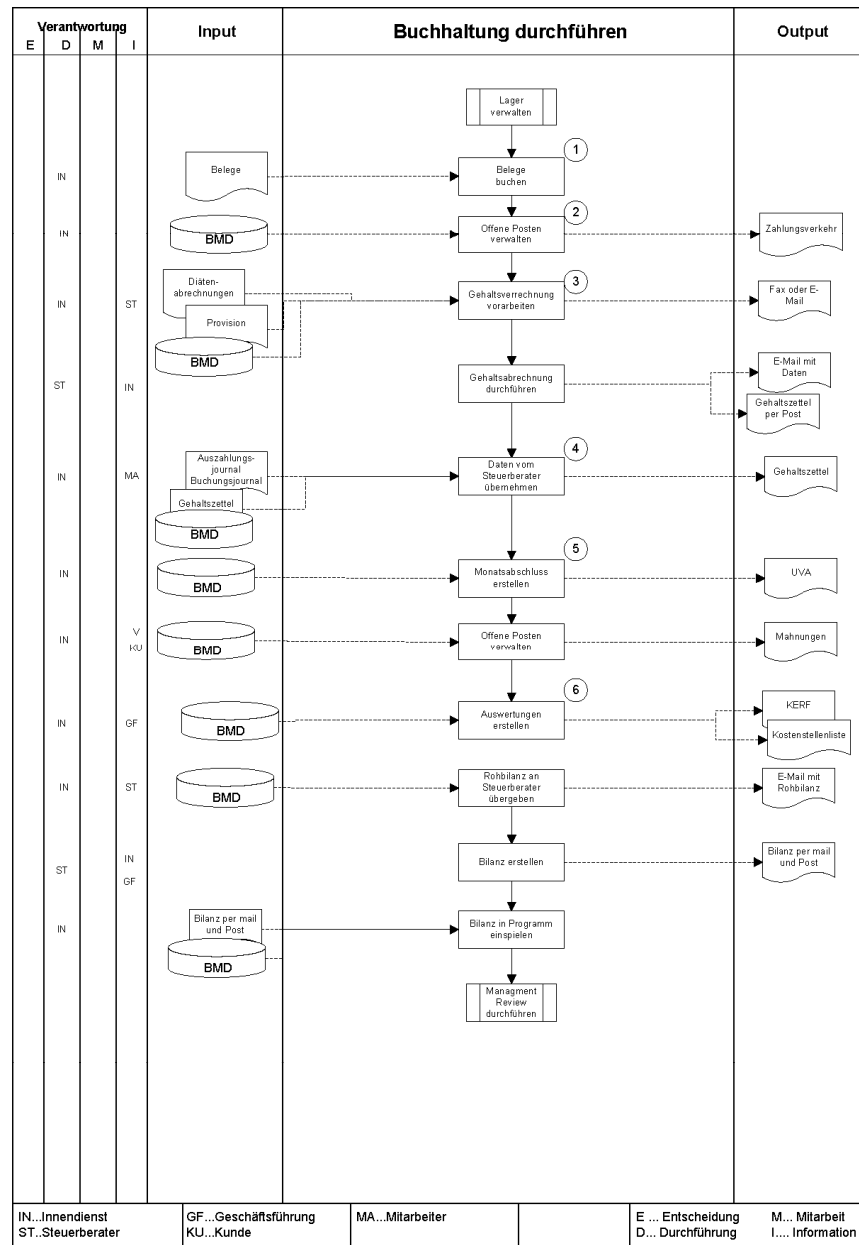 Verantwortung
E D M I
Input
Buchhaltung durchführen
Output
Lager
verwalten
1
IN
Belege
Belege
buchen
2
IN
BMD
Offene Posten
verwalten
Zahlungsverkehr
3
IN
ST
Diäten-
abrechnungen
Provision
BMD
Gehaltsverrechnung
vorarbeiten
Fax oder E-
Mail
ST
IN
Gehaltsabrechnung
durchführen
E-Mail mit
Daten
Gehaltszettel
per Post
4
IN
MA
Auszahlungs-
journal
Buchungsjournal
Gehaltszettel
BMD
Daten vom
Steuerberater
übernehmen
Gehaltszettel
5
IN
BMD
Monatsabschluss
erstellen
UVA
IN
V
KU
BMD
Offene Posten
verwalten
Mahnungen
6
IN
GF
BMD
Auswertungen
erstellen
KERF
Kostenstellenliste
IN
ST
BMD
Rohbilanz an
Steuerberater
übergeben
E-Mail mit
Rohbilanz
ST
IN
GF
Bilanz erstellen
Bilanz per mail
und Post
IN
Bilanz per mail
und Post
BMD
Bilanz in Programm
einspielen
Managment
Review
durchführen
IN...Innendienst
ST..Steuerberater
GF...Geschäftsführung
KU...Kunde
MA...Mitarbeiter
E ... Entscheidung
D... Durchführung
M... Mitarbeit
I.... Information